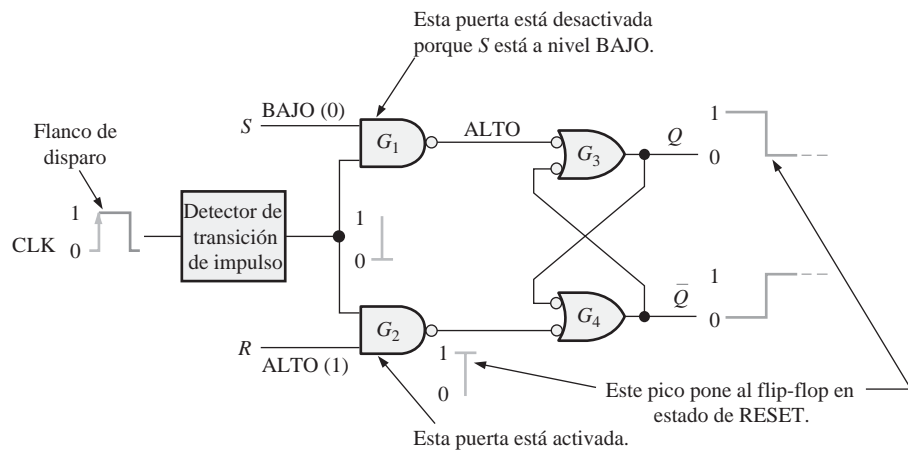 Esta puerta está desactivada
porque S está a nivel BAJO.
S
BAJO (0)
G1
ALTO
G3
Q
1
0
Flanco de
disparo
1
CLK
0
Detector de
transición
de impulso
1
0
G2
G4
Q̅
1
0
R
ALTO (1)
1
0
Este pico pone al flip-flop en
estado de RESET.
Esta puerta está activada.